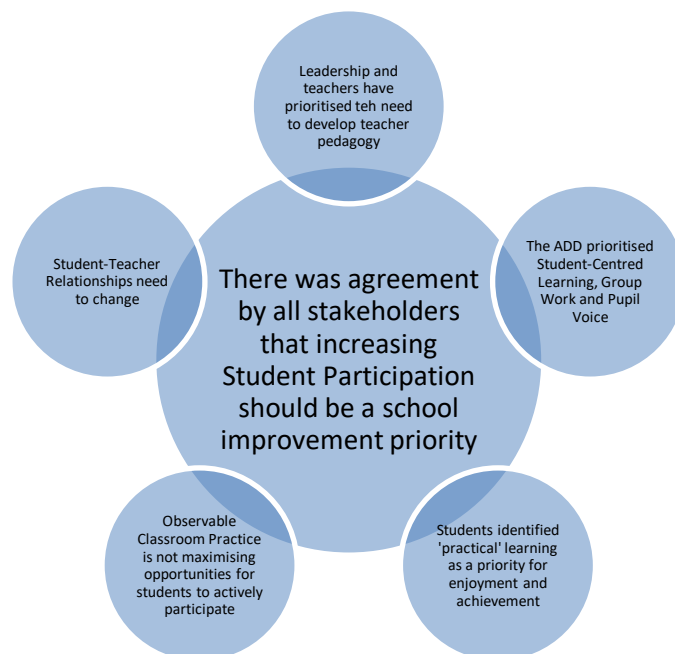 Leadership and
teachers have
prioritised teh need
to develop teacher
pedagogy
Student-Teacher
Relationships need
to change
The ADD prioritised
Student-Centred
Learning, Group
Work and Pupil
Voice
There was agreement
by all stakeholders
that increasing
Student Participation
should be a school
improvement priority
Observable
Classroom Practice
is not maximising
opportunities for
students to actively
participate
Students identified
'practical' learning
as a priority for
enjoyment and
achievement